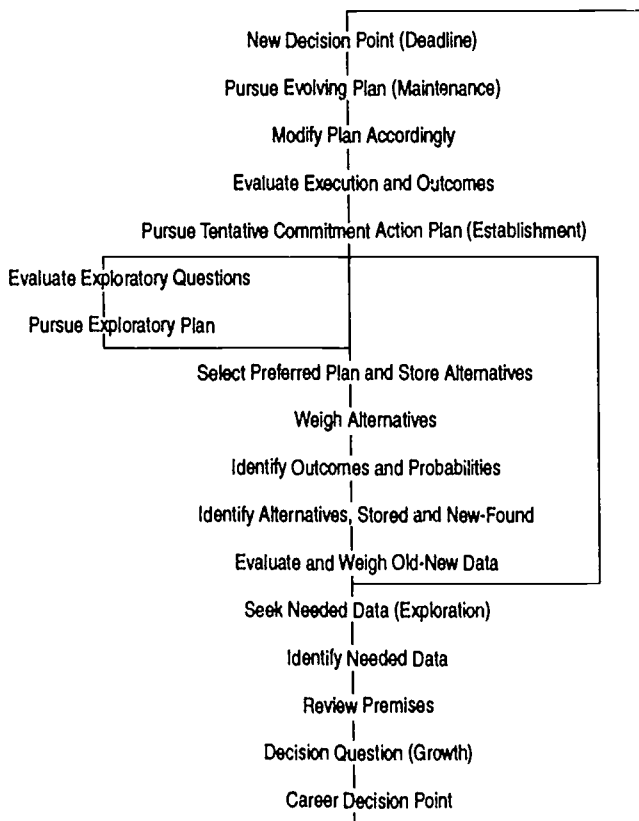 New Decision Point (Deadline)
Pursue Evolving Plan (Maintenance)
Modify Plan Accordingly
Evaluate Execution and Outcomes
Pursue Tentative Commitment Action Plan (Establishment)
Evaluate Exploratory Questions
Pursue Exploratory Plan
Select Preferred Plan and Store Alternatives
Weigh Alternatives
Identify Outcomes and Probabilities
Identify Alternatives, Stored and New-Found
Evaluate and Weigh Old-New Data
Seek Needed Data (Exploration)
Identify Needed Data
Review Premises
Decision Question (Growth)
Career Decision Point